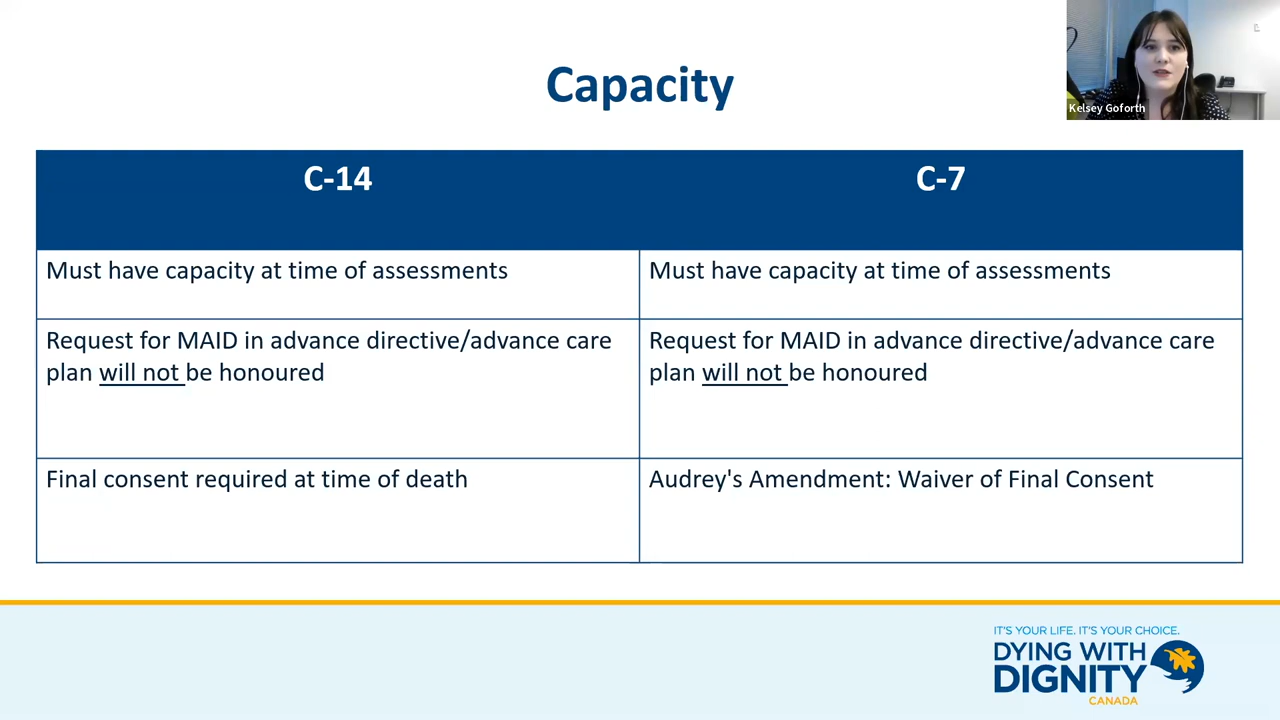 Capacity
Kelsey Goforth
C-14
C-7
Must have capacity at time of assessments
Must have capacity at time of assessments
Request for MAID in advance directive/advance care
plan will not be honoured
Request for MAID in advance directive/advance care
plan will not be honoured
Final consent required at time of death
Audrey's Amendment: Waiver of Final Consent
IT'S YOUR LIFE. IT'S YOUR CHOICE.
DYING WITH
DIGNITY
CANADA